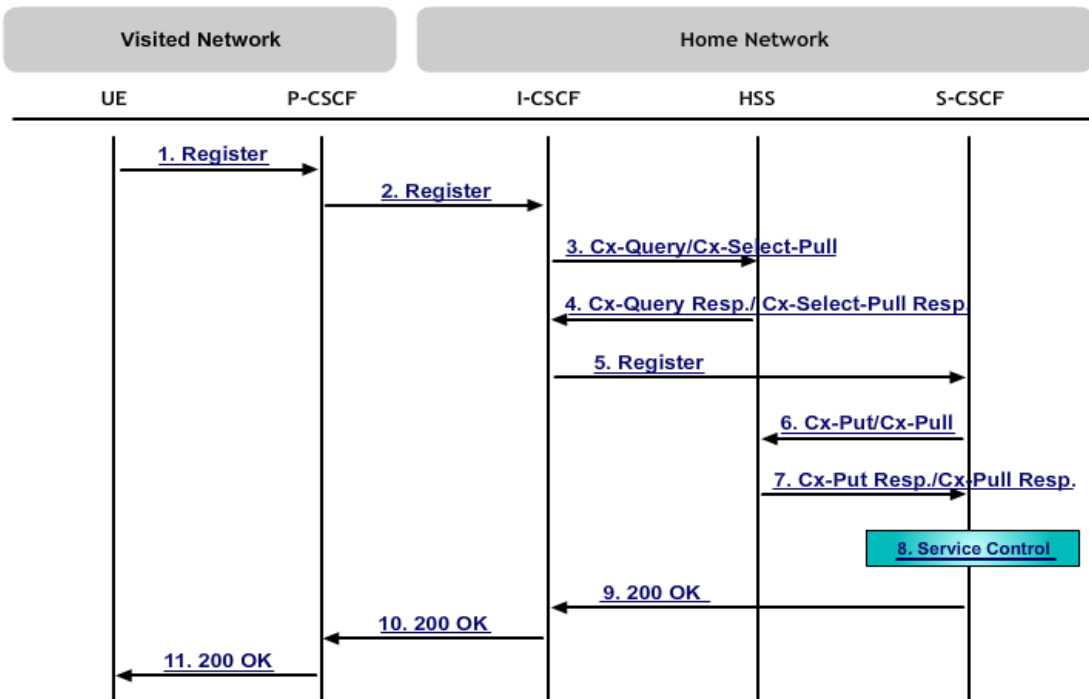 Visited Network
Home Network
UE
P-CSCF
I-CSCF
HSS
S-CSCF
1. Register
2. Register
3. Cx-Query/Cx-Select-Pull
4. Cx-Query Resp./ Cx-Select-Pull Resp.
5. Register
6. Cx-Put/Cx-Pull
7. Cx-Put Resp./Cx-Pull Resp.
8. Service Control
9. 200 OK
10. 200 OK
11. 200 OK